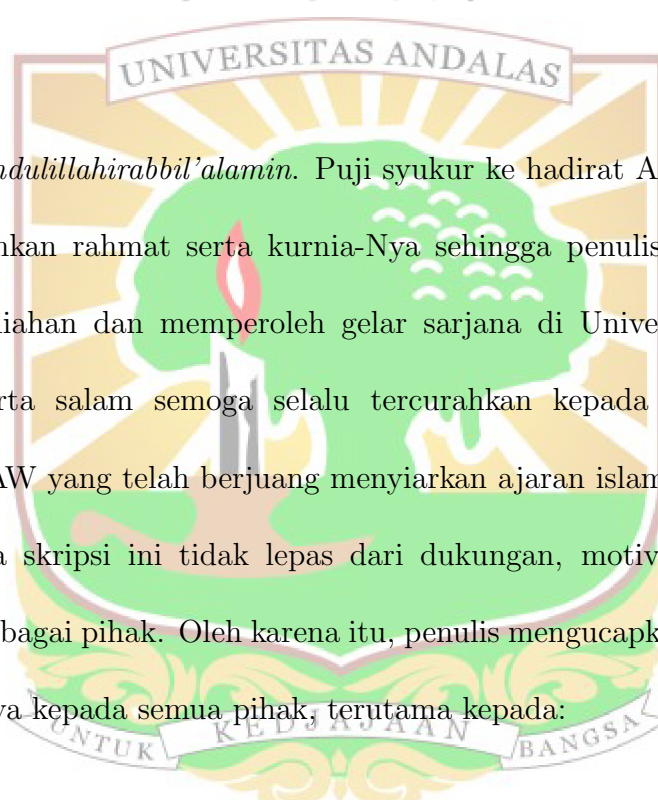 UNIVERSITAS ANDALAS
ndulillahirabbil'alamin. Puji syukur ke hadirat A
nkan rahmat serta kurnia-Nya sehingga penulis
iahan dan memperoleh gelar sarjana di Unive
rta salam semoga selalu tercurahkan kepada
AW yang telah berjuang menyiarkan ajaran islam
a skripsi ini tidak lepas dari dukungan, motiv
bagai pihak. Oleh karena itu, penulis mengucapk
ya kepada semua pihak, terutama kepada:
UNTUK KEDJAJAAN BANGSA